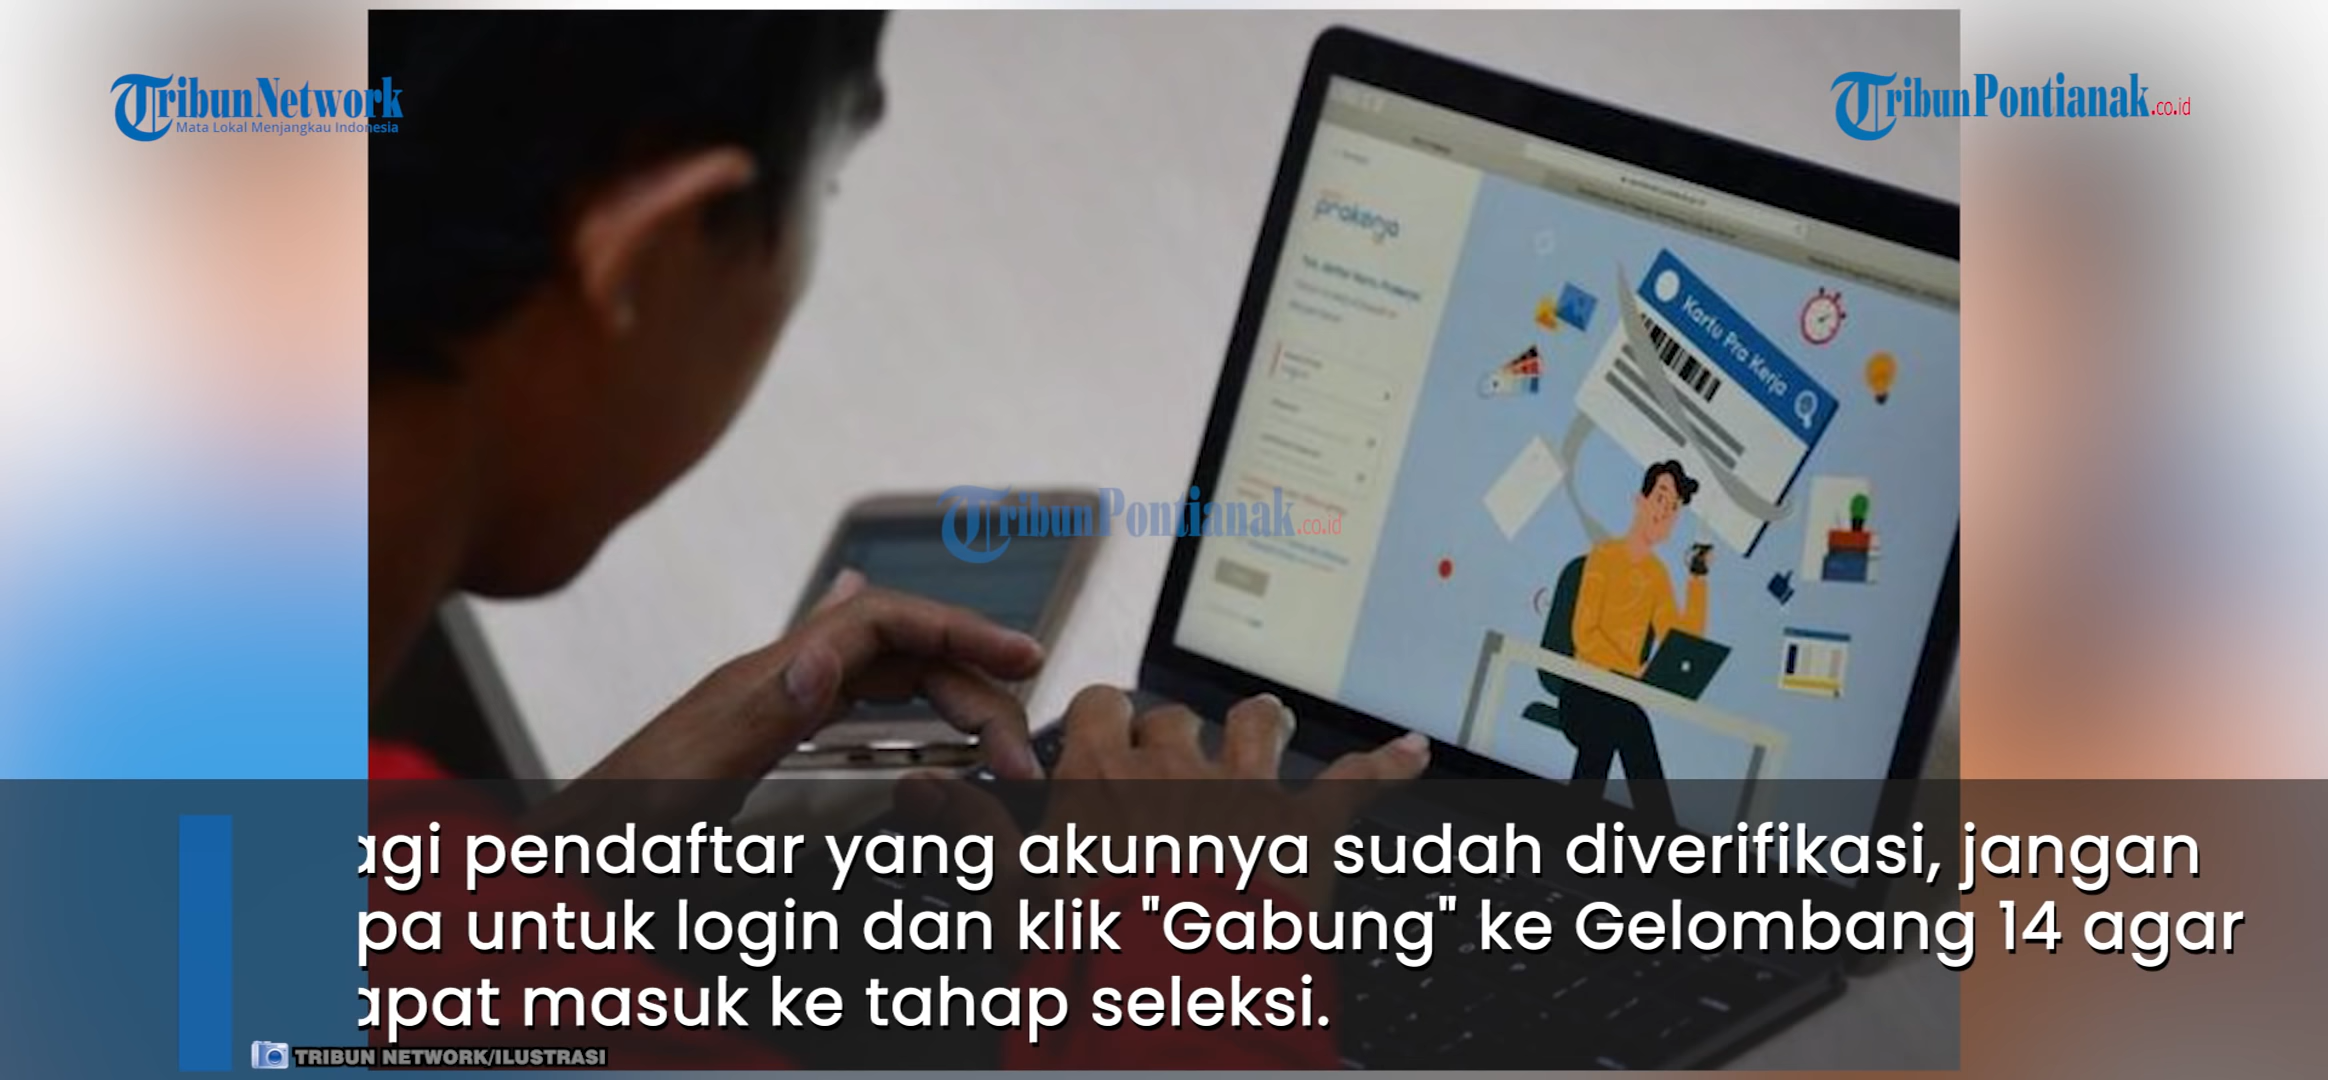 TribunNetwork
Mata Lokal Menjangkau Indonesia
TribunPontianak.co.id
prakerja
Kartu Pra Kerja
TribunPontianak.co.id
agi pendaftar yang akunnya sudah diverifikasi, jangan
pa untuk login dan klik "Gabung" ke Gelombang 14 agar
apat masuk ke tahap seleksi.
TRIBUN NETWORK/ILUSTRASI